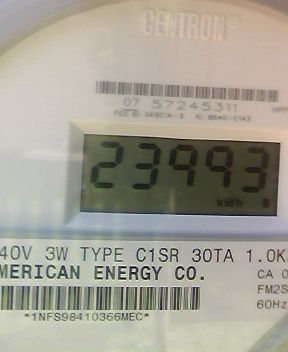 CENTRON®
07 57245311
23993
kWh
40V 3W TYPE C1SR 30TA 1.0K
MERICAN ENERGY CO.
CA 0
FM2S
60Hz
*1NFS98410366MEC*